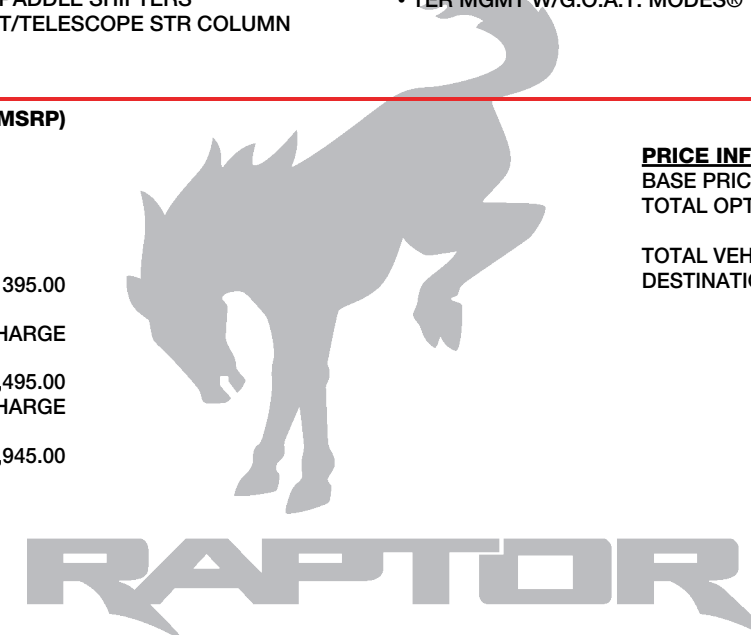 PADDLE SHIFTERS
T/TELESCOPE STR COLUMN
• TER MGMT W/G.O.A.T. MODES®
MSRP)
395.00
HARGE
,495.00
HARGE
,945.00
PRICE INF
BASE PRIC
TOTAL OPT
TOTAL VEH
DESTINATIO
RAPTOR